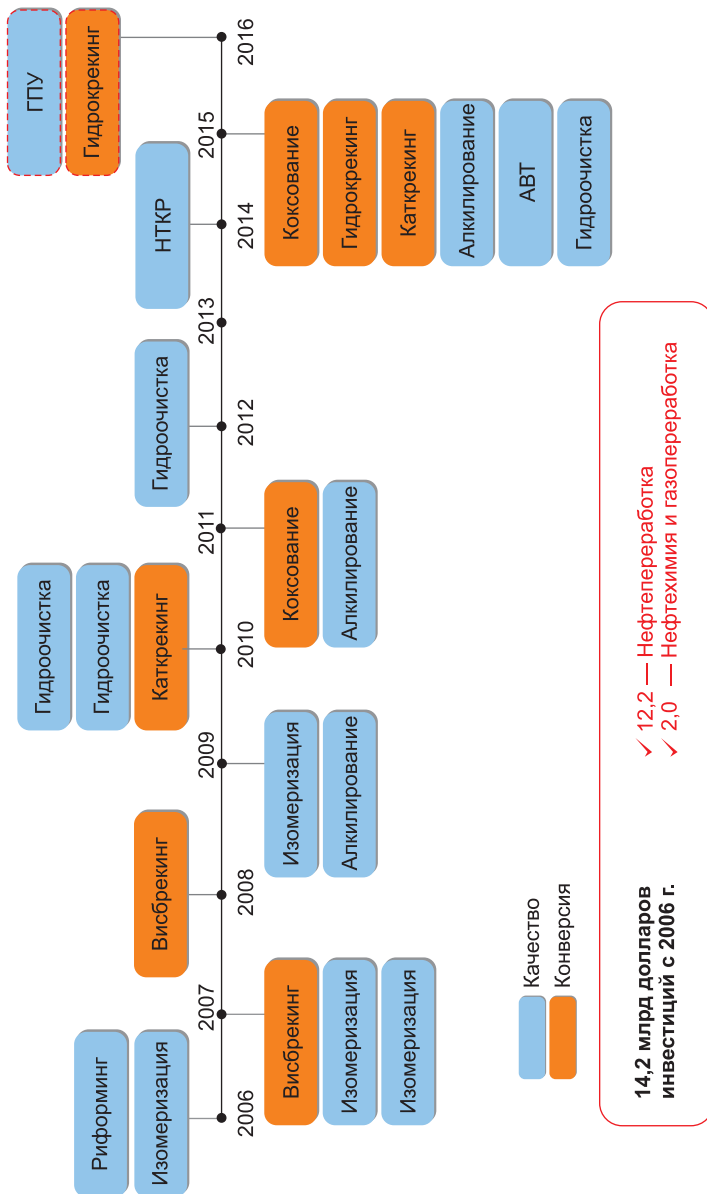 Риформинг
Изомеризация
2006
Висбрекинг
Изомеризация
Изомеризация
2007
Висбрекинг
2008
Изомеризация
Алкилирование
2009
Гидроочистка
Гидроочистка
Каткрекинг
2010
Коксование
Алкилирование
2011
Гидроочистка
2012
2013
НТКР
2014
Коксование
Гидрокрекинг
Каткрекинг
Алкилирование
АВТ
Гидроочистка
2015
ГПУ
Гидрокрекинг
2016
Качество
Конверсия
14,2 млрд долларов
инвестиций с 2006 г.
✓ 12,2 — Нефтепереработка
✓ 2,0 — Нефтехимия и газопереработка